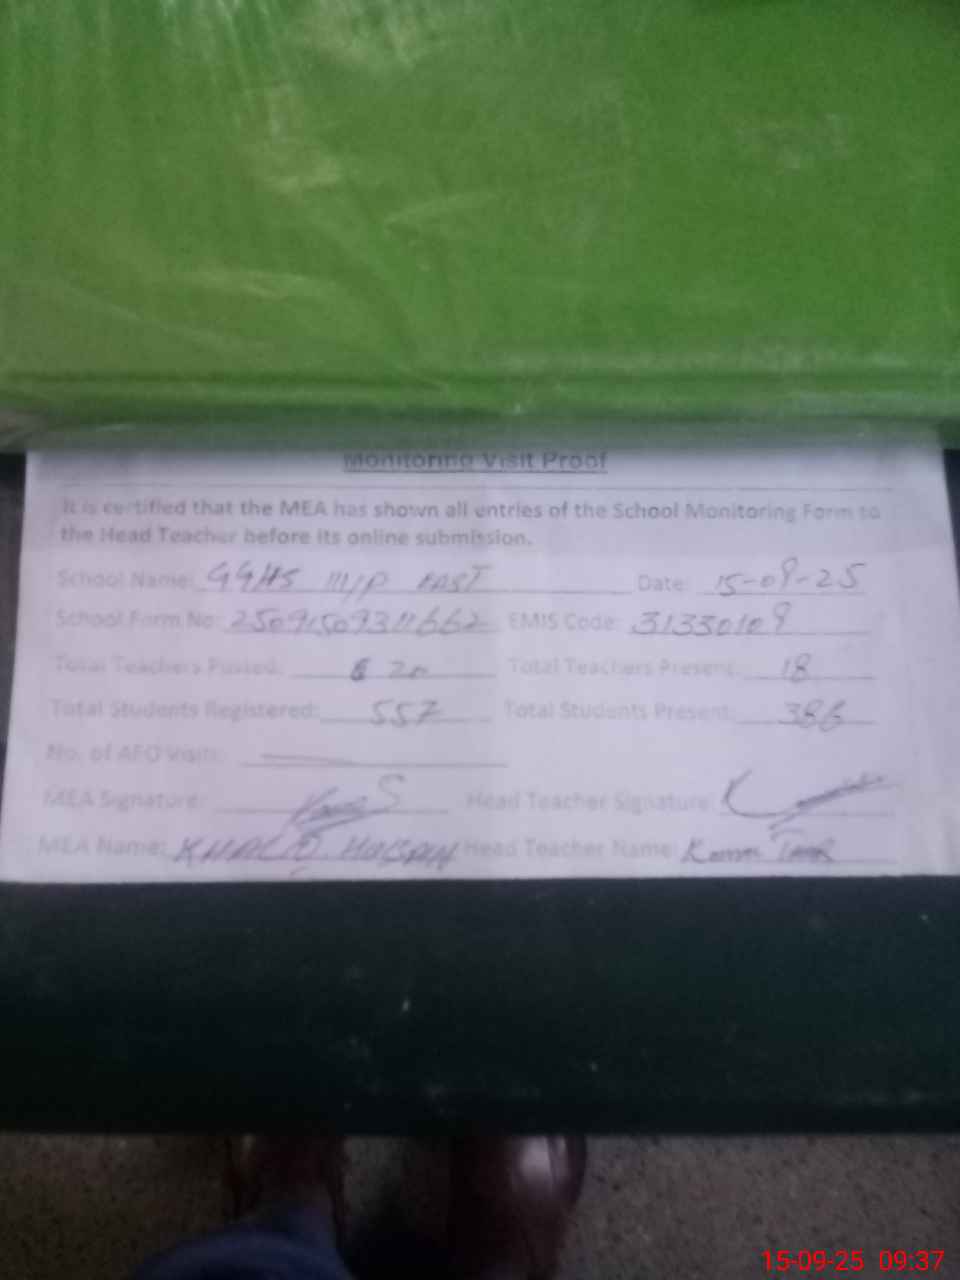 Monitoring Visit Proof
It is certified that the MEA has shown all entries of the School Monitoring Form to
the Head Teacher before its online submission.
School Name: GGHS 111/P EAST Date: 15-09-25
School Form No: EMIS Code: 31330109
Total Teachers Posted: 20 Total Teachers Present: 18
Total Students Registered: 557 Total Students Present: 386
No. of AEO Visits:
MEA Signature: Head Teacher Signature:
MEA Name: KHALID Head Teacher Name:
15-09-25 09:37